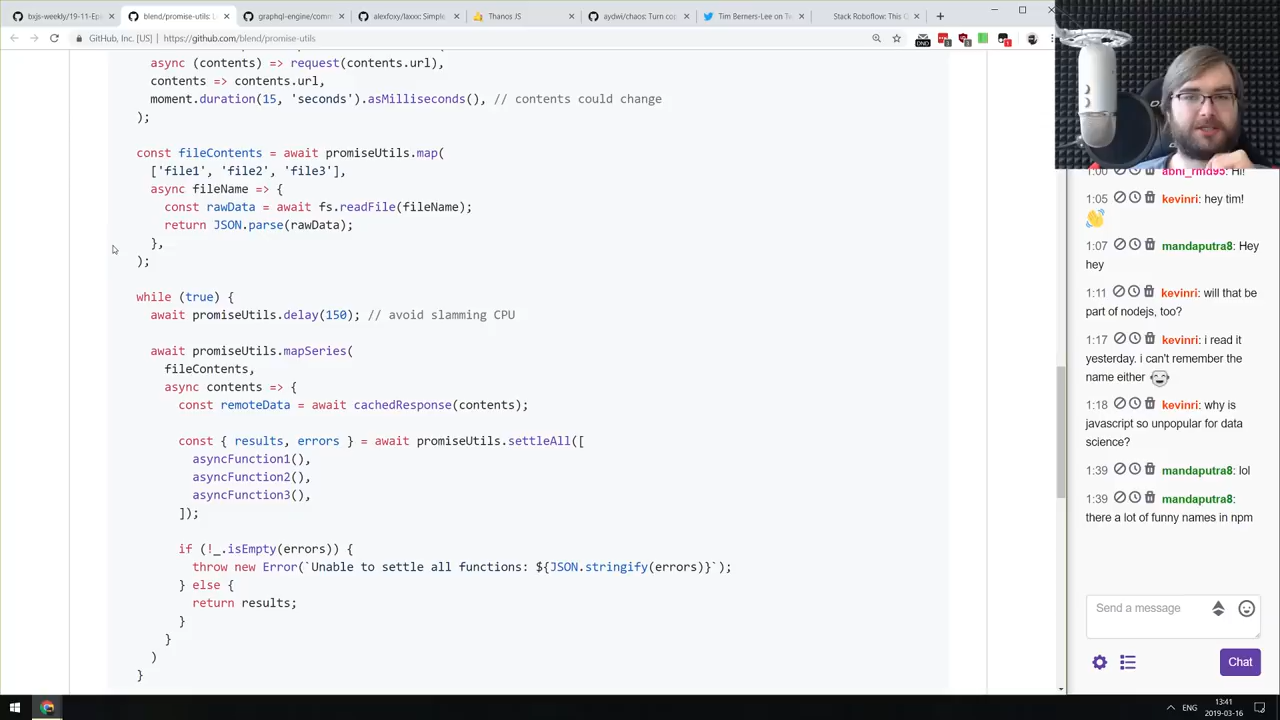 bxjs-weekly/19-11-Ep
blend/promise-utils: L
graphql-engine/comm
alexfoxy/laxxx: Simple
Thanos JS
aydwi/chaos: Turn cop
Tim Berners-Lee on Tw
Stack Roboflow: This Q
GitHub, Inc. [US] | https://github.com/blend/promise-utils
async (contents) => request(contents.url),
contents => contents.url,
moment.duration(15, 'seconds').asMilliseconds(), // contents could change
);
const fileContents = await promiseUtils.map(
['file1', 'file2', 'file3'],
async fileName => {
const rawData = await fs.readFile(fileName);
return JSON.parse(rawData);
},
);
while (true) {
await promiseUtils.delay(150); // avoid slamming CPU
await promiseUtils.mapSeries(
fileContents,
async contents => {
const remoteData = await cachedResponse(contents);
const { results, errors } = await promiseUtils.settleAll([
asyncFunction1(),
asyncFunction2(),
asyncFunction3(),
]);
if (!_.isEmpty(errors)) {
throw new Error(`Unable to settle all functions: ${JSON.stringify(errors)}`);
} else {
return results;
}
}
)
}
1:00 abhi_rmd95: Hi!
1:05 kevinri: hey tim!
1:07 mandaputra8: Hey
hey
1:11 kevinri: will that be
part of nodejs, too?
1:17 kevinri: i read it
yesterday. i can't remember the
name either
1:18 kevinri: why is
javascript so unpopular for data
science?
1:39 mandaputra8: lol
1:39 mandaputra8:
there a lot of funny names in npm
Send a message
Chat
ENG
13:41
2019-03-16